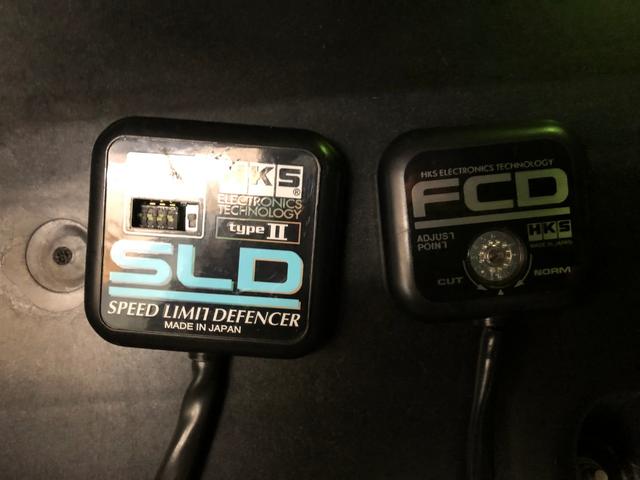 HKS®
ELECTRONICS
TECHNOLOGY
type II
SLD
SPEED LIMIT DEFENCER
MADE IN JAPAN
HKS ELECTRONICS TECHNOLOGY
FCD
ADJUST
POINT
HKS
MADE IN JAPAN
CUT
NORM